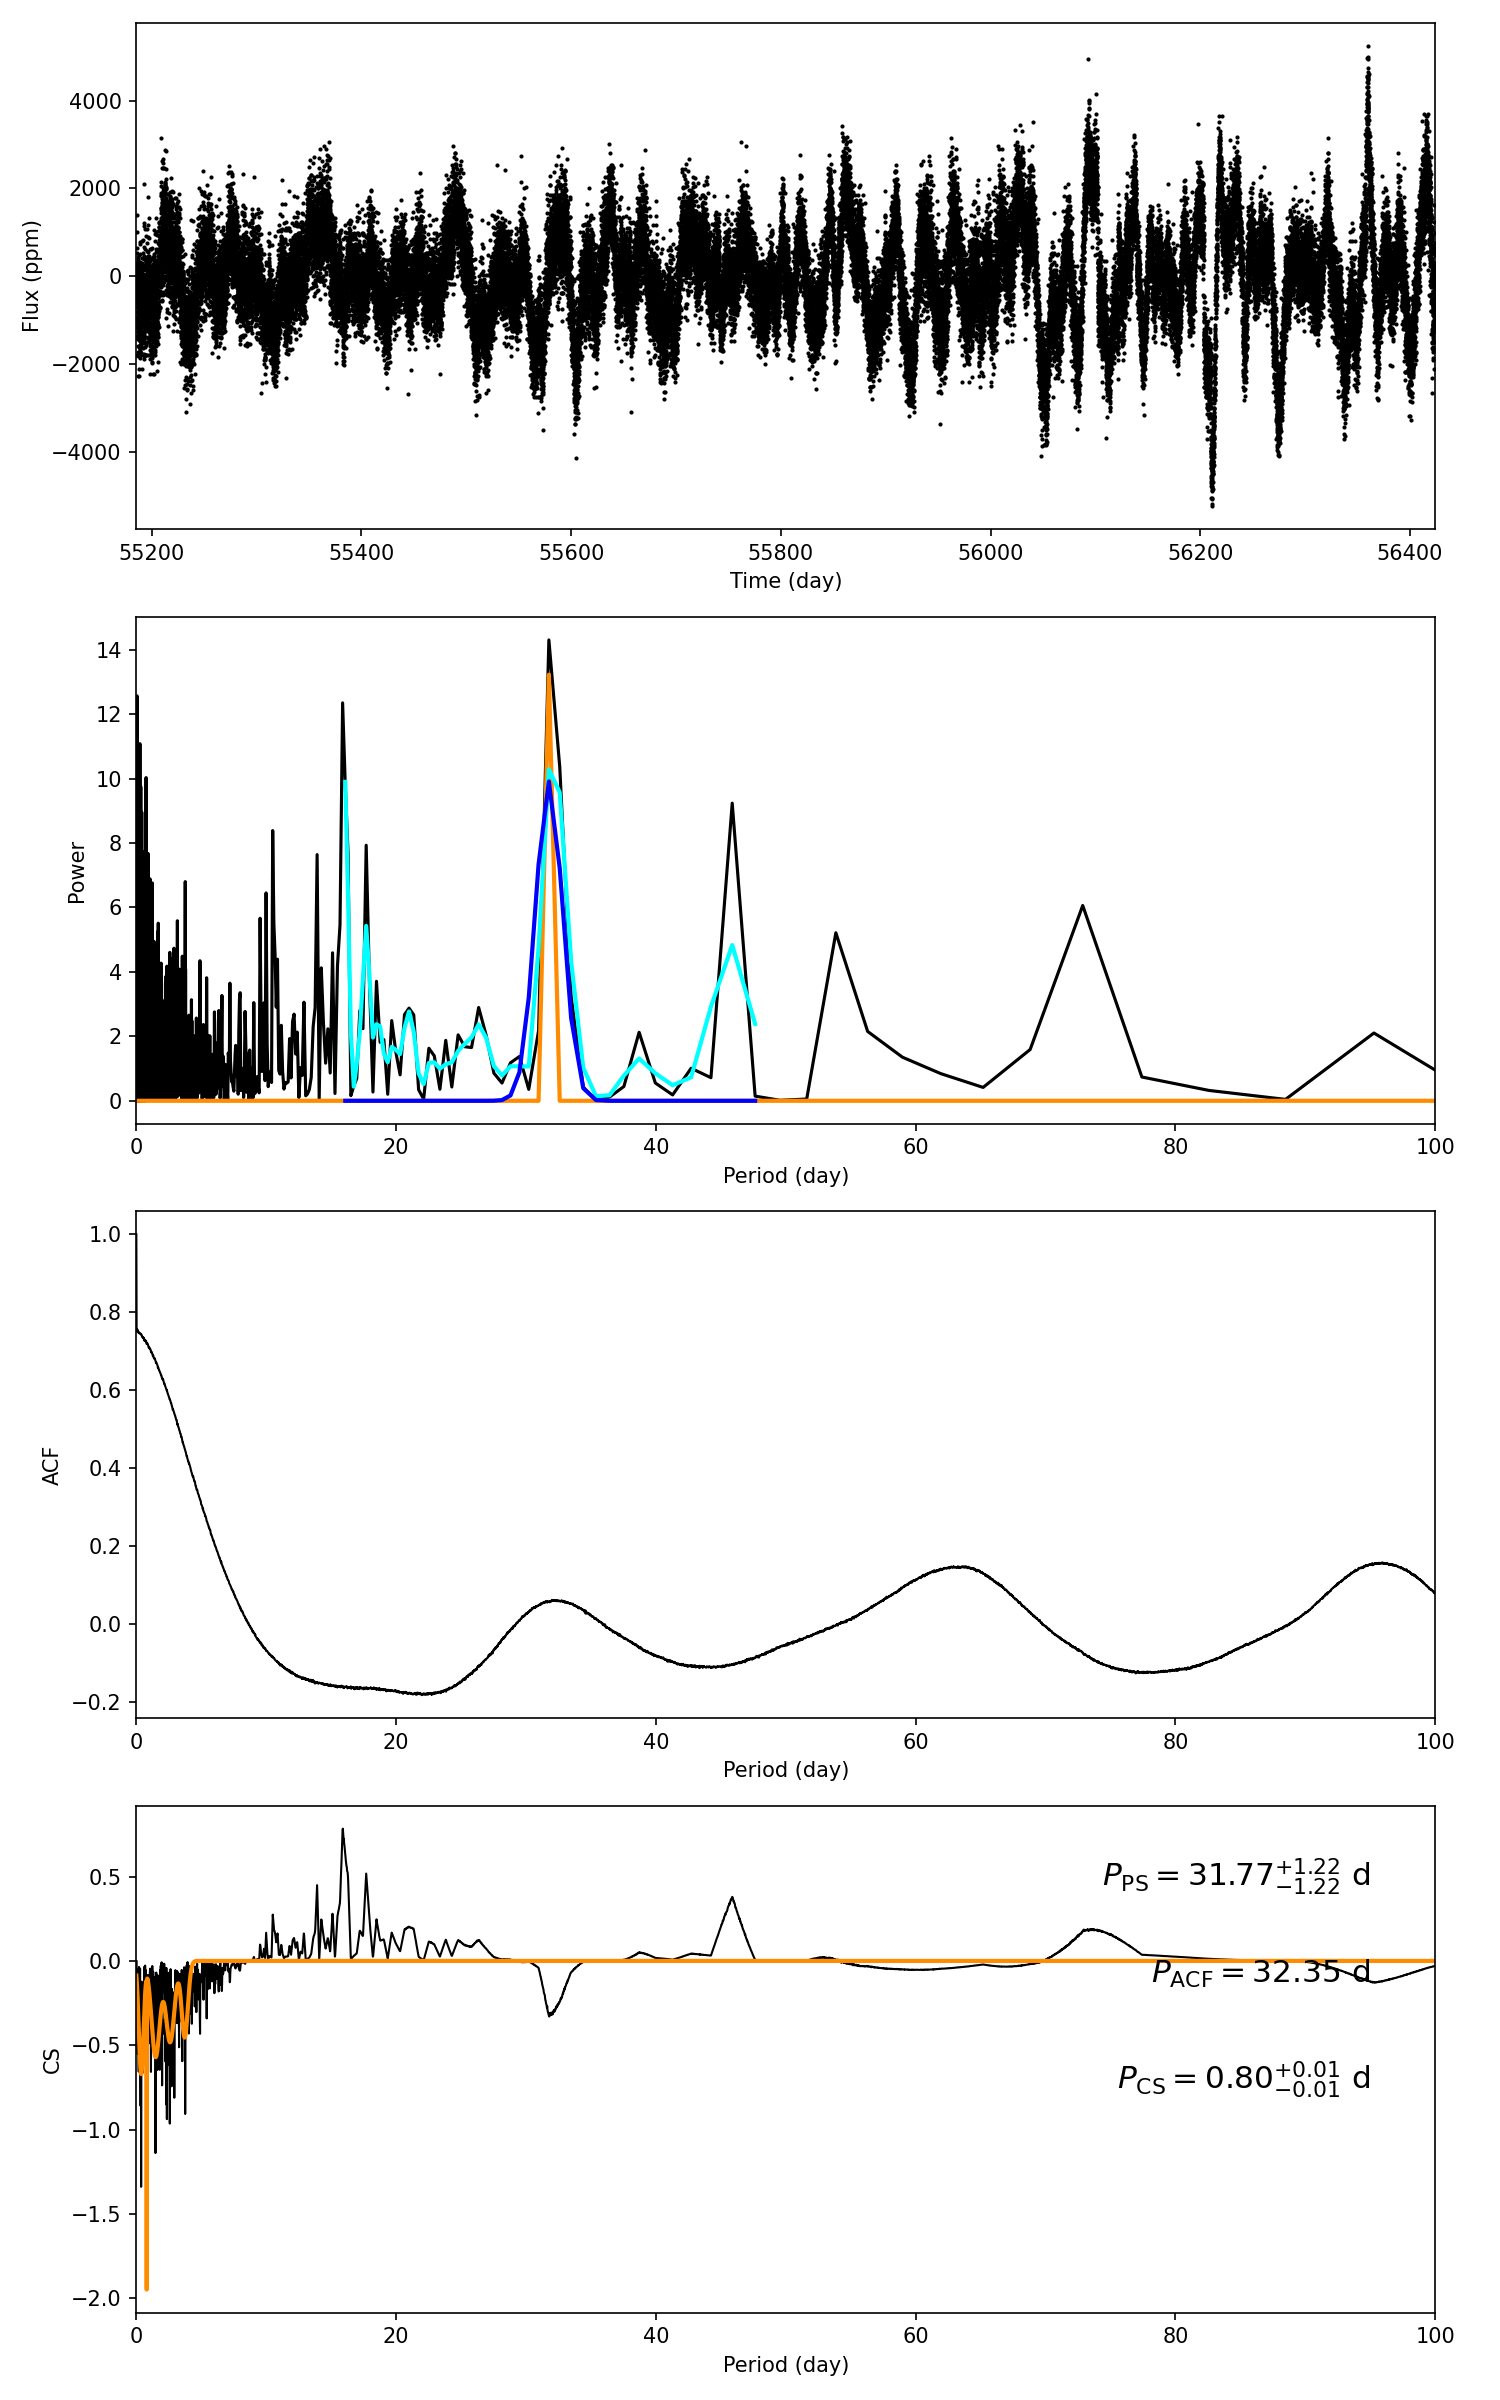 4000
2000
0
−2000
−4000
Flux (ppm)
55200 55400 55600 55800 56000 56200 56400
Time (day)
14
12
10
8
6
4
2
0
Power
0 20 40 60 80 100
Period (day)
1.0
0.8
0.6
0.4
0.2
0.0
−0.2
ACF
0 20 40 60 80 100
Period (day)
0.5
0.0
−0.5
−1.0
−1.5
−2.0
CS
P_PS = 31.77^{+1.22}_{−1.22} d
P_ACF = 32.35 d
P_CS = 0.80^{+0.01}_{−0.01} d
0 20 40 60 80 100
Period (day)